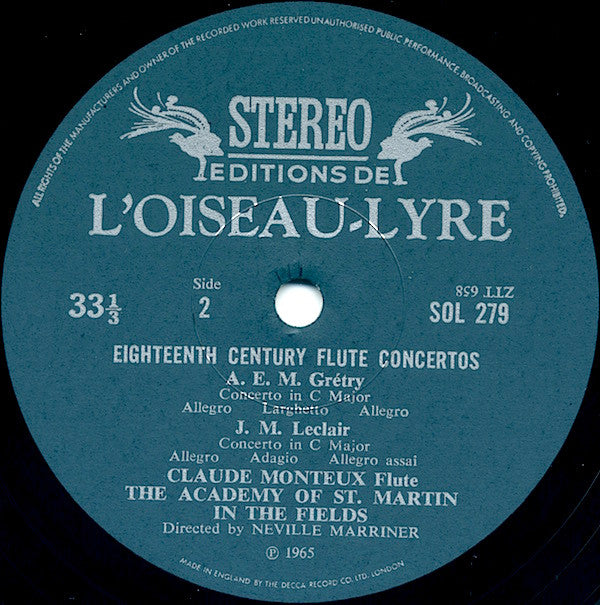 ALL RIGHTS OF THE MANUFACTURERS AND OWNER OF THE RECORDED WORK RESERVED UNAUTHORISED PUBLIC PERFORMANCE, BROADCASTING AND COPYING PROHIBITED.
STEREO
EDITIONS DE
L'OISEAU-LYRE
33 1/3
Side
2
ZTT. 658
SOL 279
EIGHTEENTH CENTURY FLUTE CONCERTOS
A. E. M. Grétry
Concerto in C Major
Allegro Larghetto Allegro
J. M. Leclair
Concerto in C Major
Allegro Adagio Allegro assai
CLAUDE MONTEUX Flute
THE ACADEMY OF ST. MARTIN
IN THE FIELDS
Directed by NEVILLE MARRINER
℗ 1965
MADE IN ENGLAND BY THE DECCA RECORD CO. LTD. LONDON